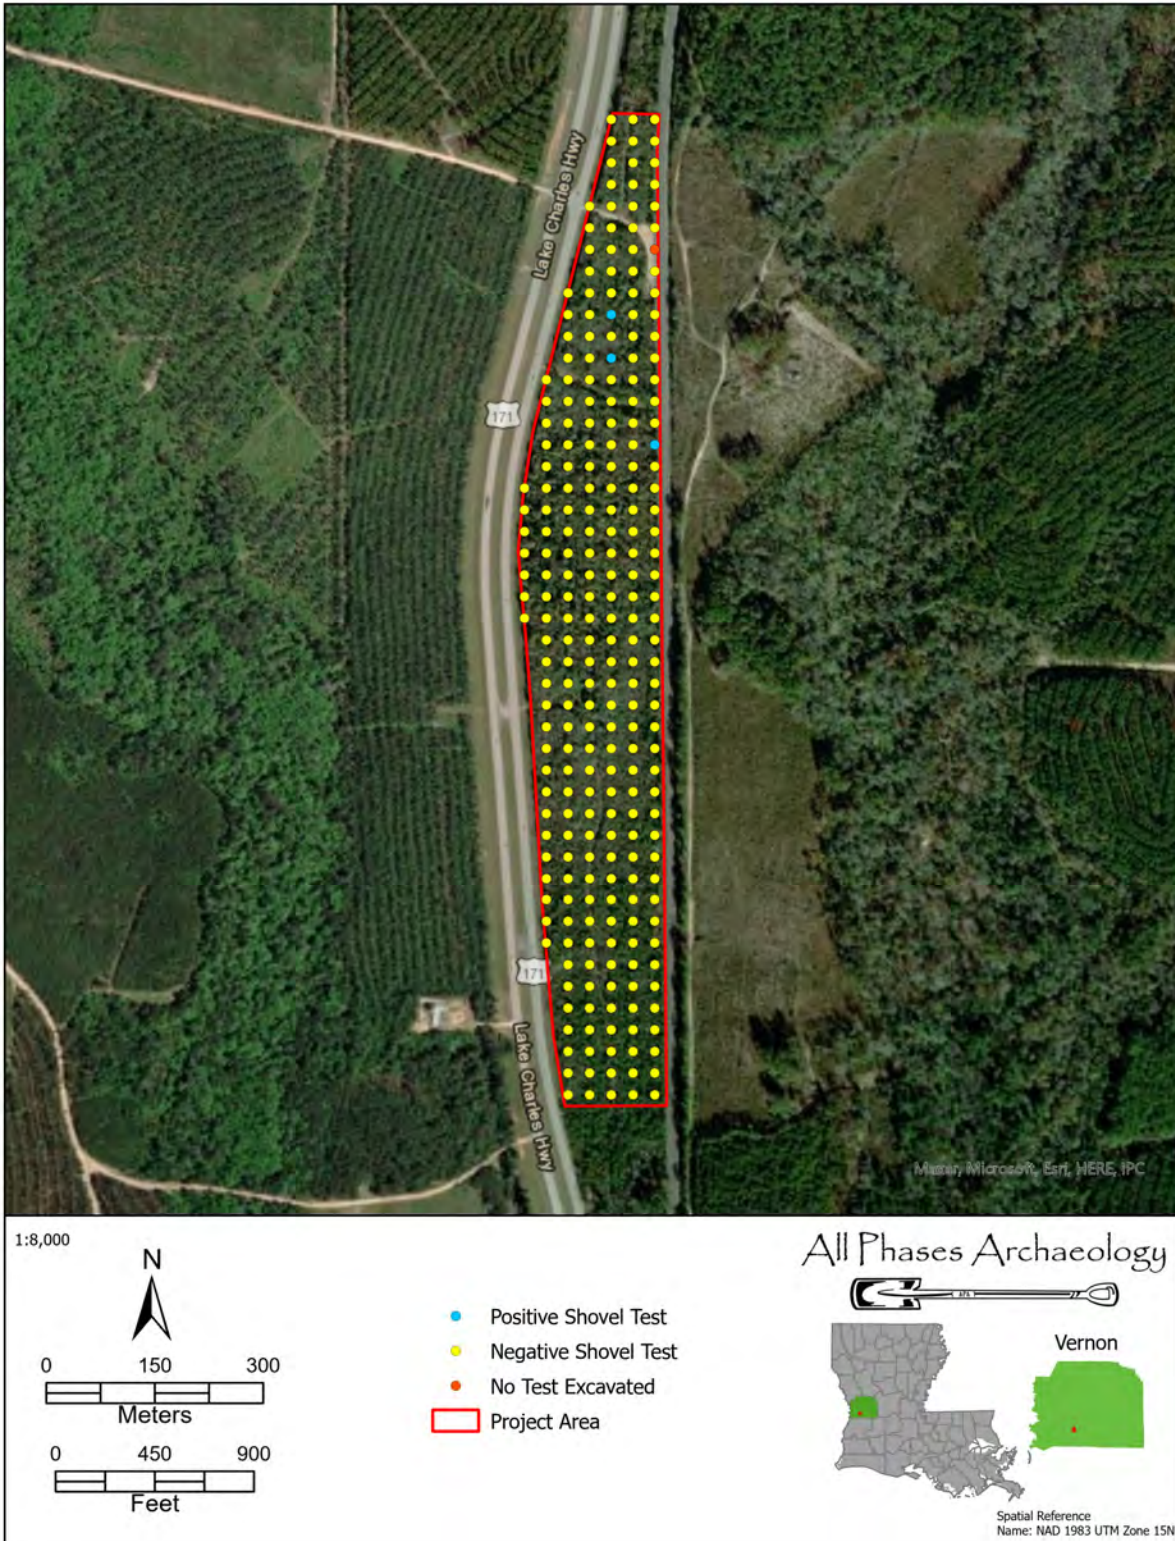 Lake Charles Hwy
171
171
Lake Charles Hwy
Maxar, Microsoft, Esri, HERE, iPC
1:8,000
N
0 150 300
Meters
0 450 900
Feet
Positive Shovel Test
Negative Shovel Test
No Test Excavated
Project Area
All Phases Archaeology
APA
Vernon
Spatial Reference
Name: NAD 1983 UTM Zone 15N